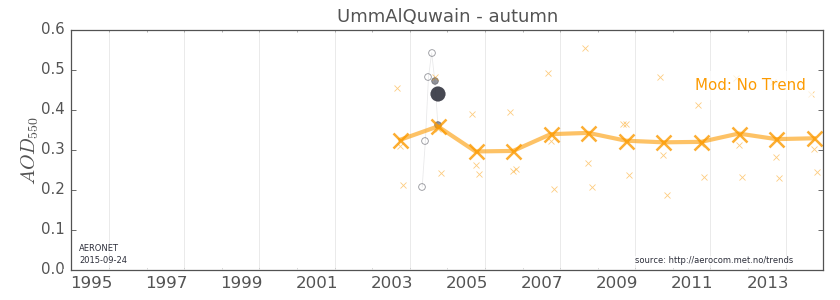 UmmAlQuwain - autumn
0.6
0.5
0.4
0.3
0.2
0.1
0.0
AOD550
Mod: No Trend
AERONET
2015-09-24
source: http://aerocom.met.no/trends
1995 1997 1999 2001 2003 2005 2007 2009 2011 2013